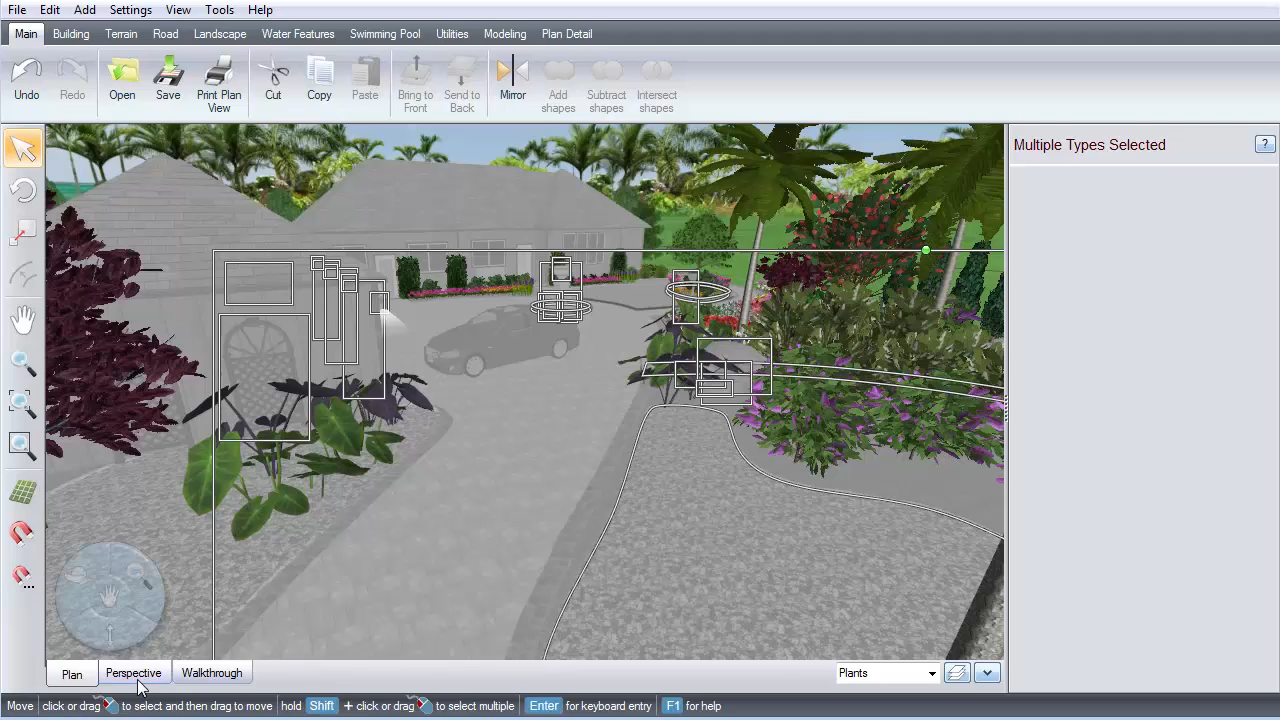 File Edit Add Settings View Tools Help
Main Building Terrain Road Landscape Water Features Swimming Pool Utilities Modeling Plan Detail
Undo Redo Open Save Print Plan View Cut Copy Paste Bring to Front Send to Back Mirror Add shapes Subtract shapes Intersect shapes
Multiple Types Selected ?
Plan Perspective Walkthrough Plants
Move click or drag to select and then drag to move hold Shift + click or drag to select multiple Enter for keyboard entry F1 for help